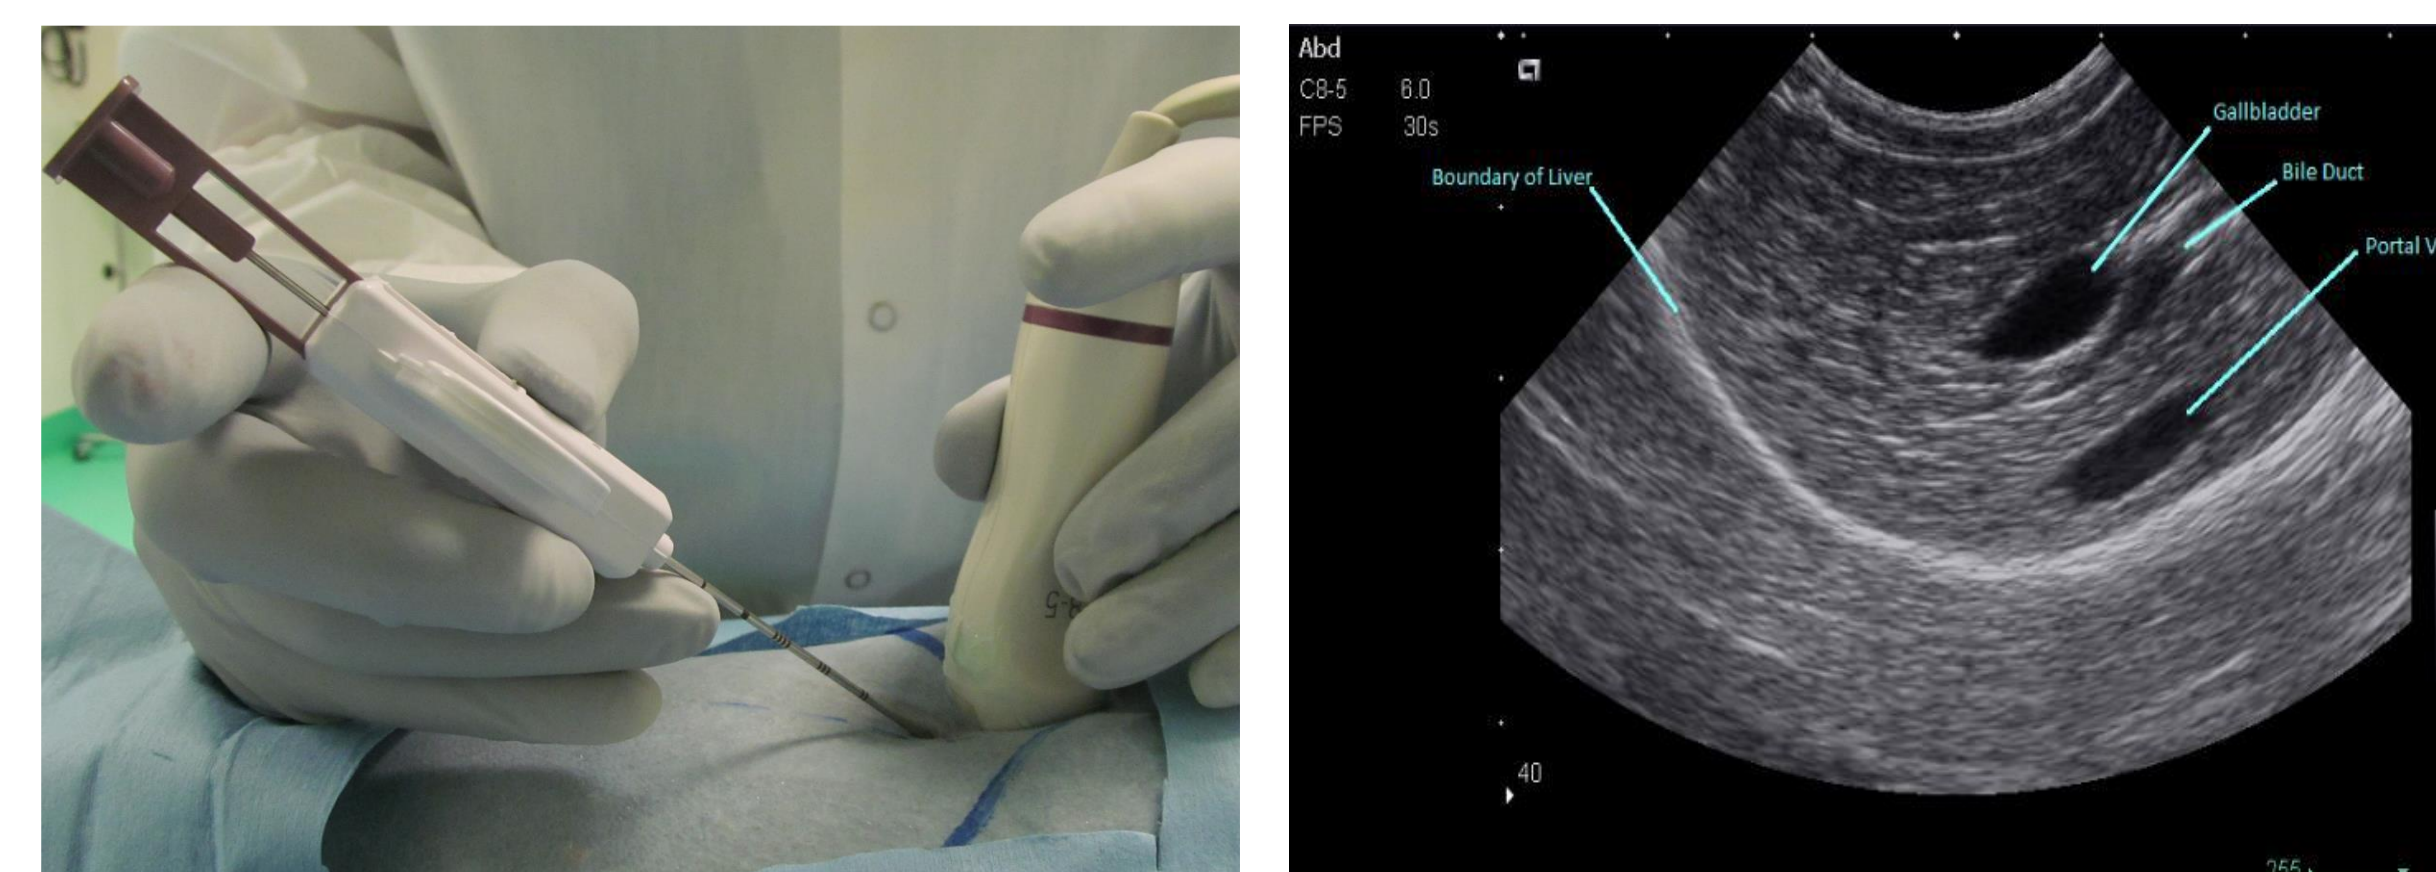 Abd
C8-5 6.0
FPS 30s
Gallbladder
Boundary of Liver
Bile Duct
Portal V
40